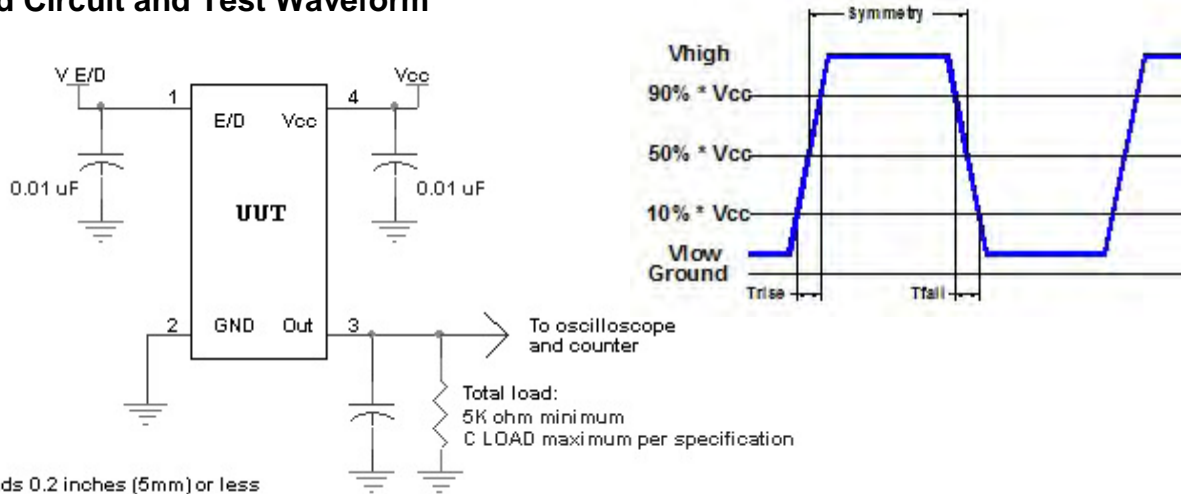 d Circuit and Test Waveform
V E/D
Vcc
1
4
E/D Vcc
0.01 uF
0.01 uF
UUT
2
GND Out
3
To oscilloscope
and counter
Total load:
5K ohm minimum
C LOAD maximum per specification
ds 0.2 inches (5mm) or less
Symmetry
Vhigh
90% * Vcc
50% * Vcc
10% * Vcc
Vlow
Ground
Trise
Tfall